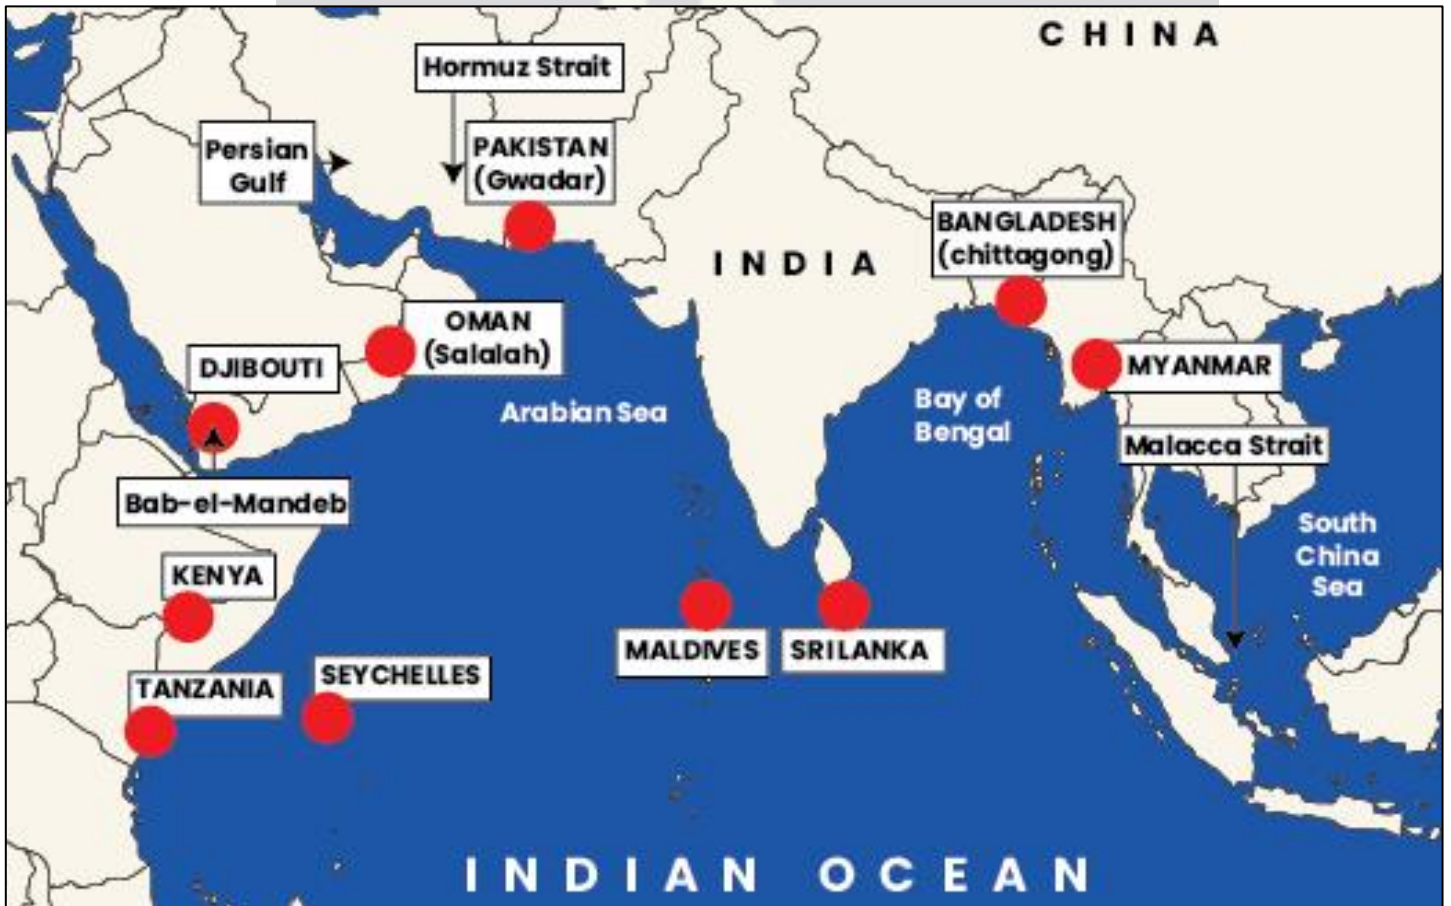 CHINA
Hormuz Strait
Persian
Gulf
PAKISTAN
(Gwadar)
BANGLADESH
(chittagong)
INDIA
OMAN
(Salalah)
DJIBOUTI
MYANMAR
Arabian Sea
Bay of
Bengal
Malacca Strait
Bab-el-Mandeb
South
China
Sea
KENYA
MALDIVES
SRILANKA
SEYCHELLES
TANZANIA
INDIAN OCEAN